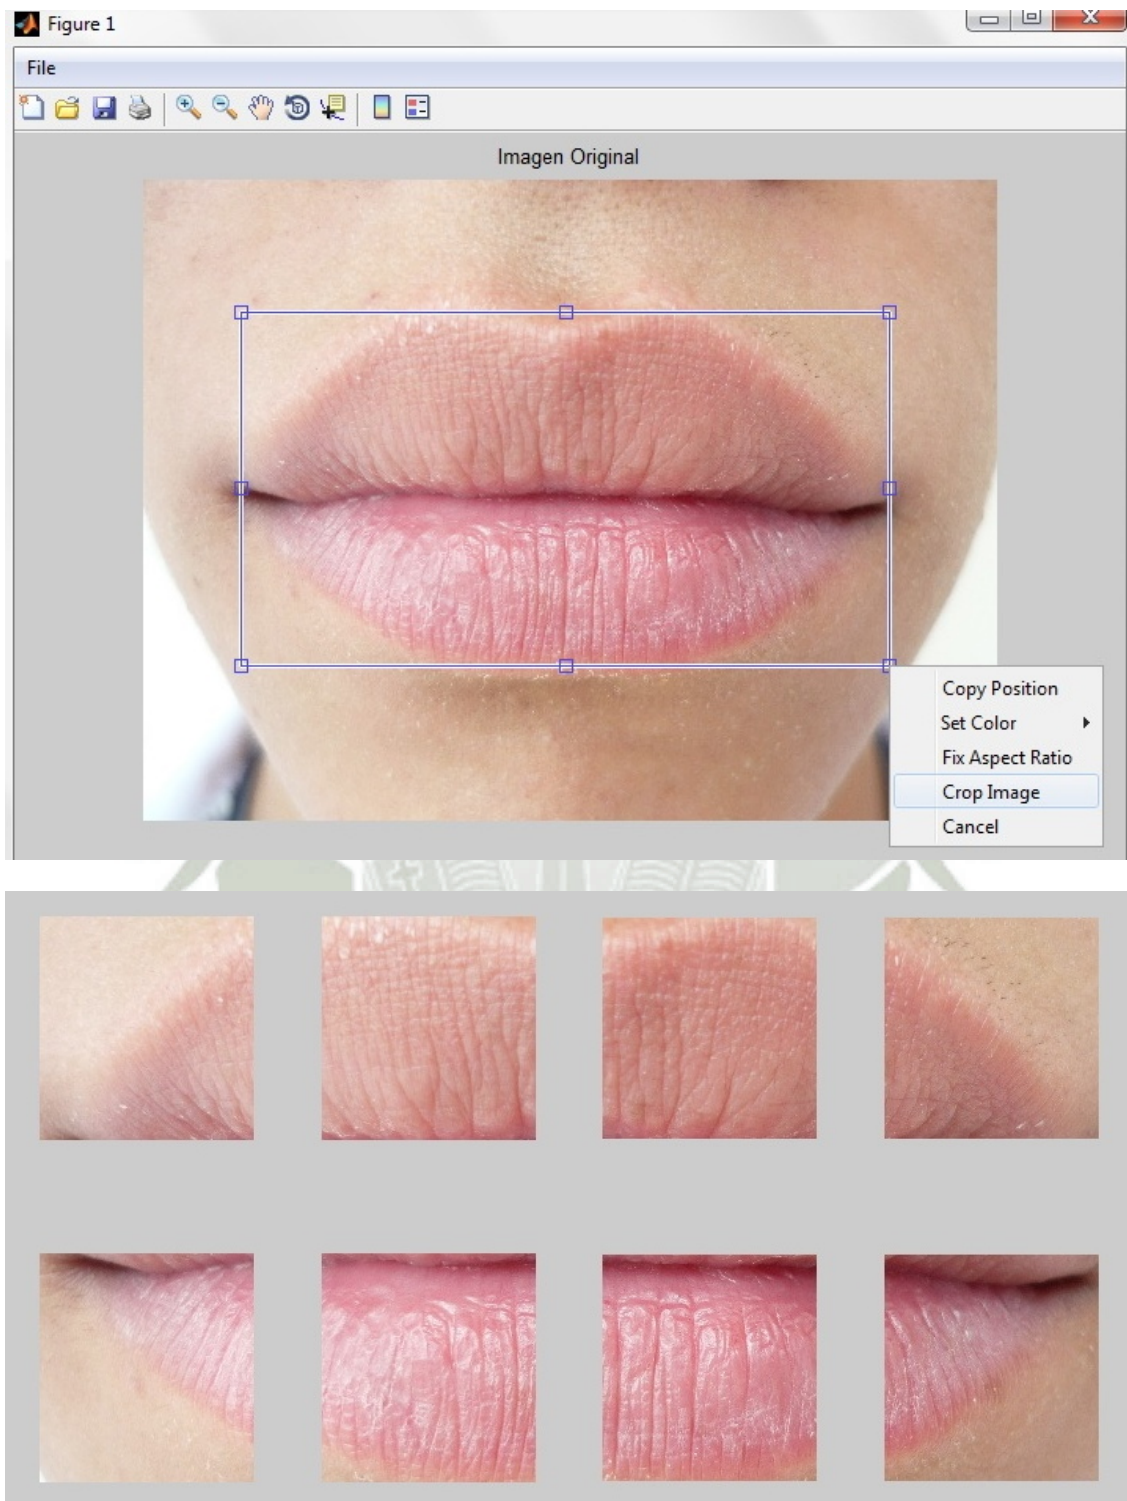 Figure 1
File
Imagen Original
Copy Position
Set Color
Fix Aspect Ratio
Crop Image
Cancel